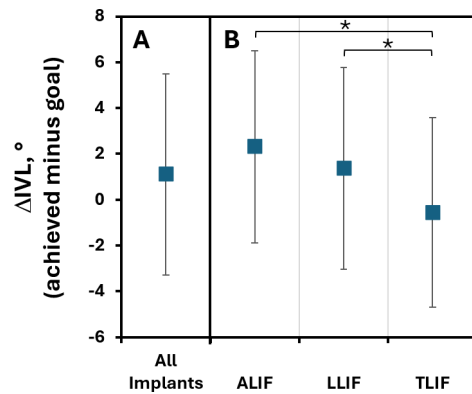 ΔIVL, °
(achieved minus goal)
8
6
4
2
0
-2
-4
-6
A
B
*
*
All
Implants
ALIF
LLIF
TLIF